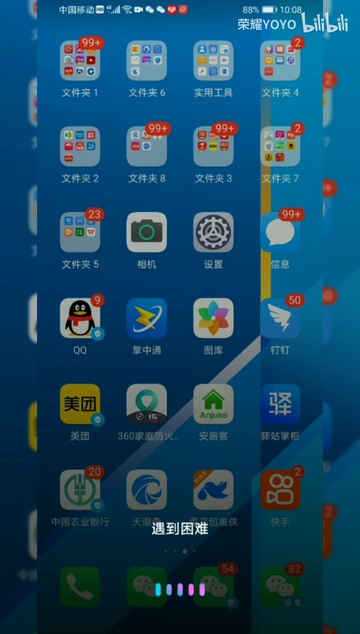 中国移动 88% 10:08
荣耀YOYO bilibili
99+ 2
文件夹 1 文件夹 6 实用工具 文件夹 4
99+ 99+ 2
文件夹 2 文件夹 8 文件夹 3 文件夹 7
23 99+
文件夹 5 相机 设置 信息
9 50
QQ 掌中通 图库 钉钉
美团 Anjuke 驿
美团 360家庭防火... 安居客 驿站掌柜
20 2
中国农业银行 快手
遇到困难
54 82